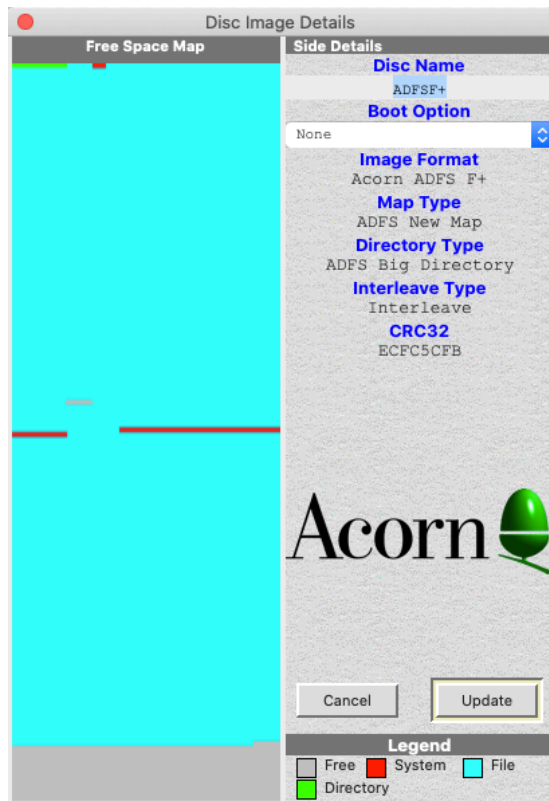 Disc Image Details
Free Space Map
Side Details
Disc Name
ADFSF+
Boot Option
None
Image Format
Acorn ADFS F+
Map Type
ADFS New Map
Directory Type
ADFS Big Directory
Interleave Type
Interleave
CRC32
ECFC5CFB
Acorn
Cancel Update
Legend
Free System File
Directory